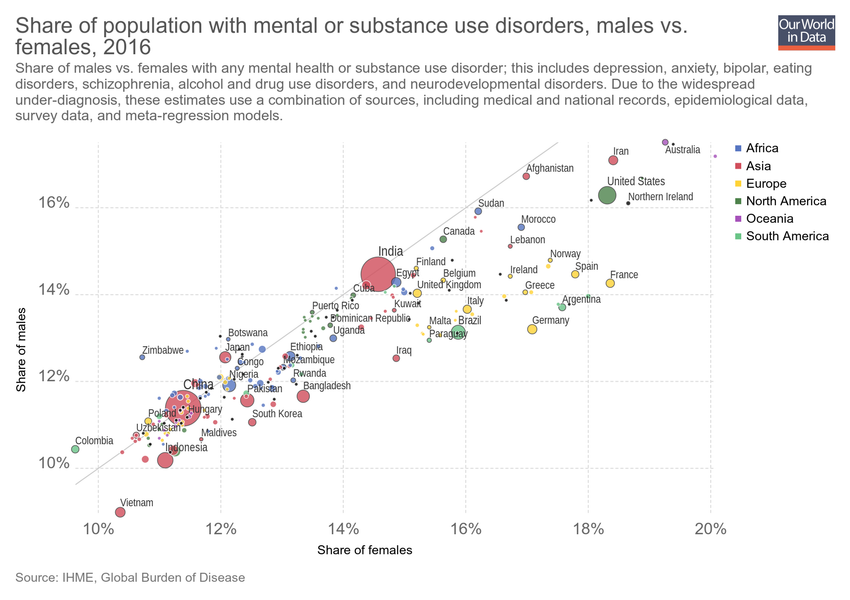 Share of population with mental or substance use disorders, males vs.
females, 2016
Our World
in Data
Share of males vs. females with any mental health or substance use disorder; this includes depression, anxiety, bipolar, eating
disorders, schizophrenia, alcohol and drug use disorders, and neurodevelopmental disorders. Due to the widespread
under-diagnosis, these estimates use a combination of sources, including medical and national records, epidemiological data,
survey data, and meta-regression models.
Africa
Asia
Europe
North America
Oceania
South America
Australia
Iran
Afghanistan
United States
Northern Ireland
16%
Sudan
Morocco
Canada
Lebanon
India
Norway
Finland
Egypt
Belgium
Ireland
Spain
France
United Kingdom
Greece
Cuba
14%
Kuwait
Italy
Argentina
Puerto Rico
Dominican Republic
Malta
Brazil
Germany
Uganda
Paraguay
Botswana
Zimbabwe
Japan
Ethiopia
Iraq
Congo
Mozambique
12%
Nigeria
Rwanda
China
Pakistan
Bangladesh
Poland
Hungary
South Korea
Uzbekistan
Maldives
Colombia
Indonesia
10%
Vietnam
Share of males
10%
12%
14%
16%
18%
20%
Share of females
Source: IHME, Global Burden of Disease